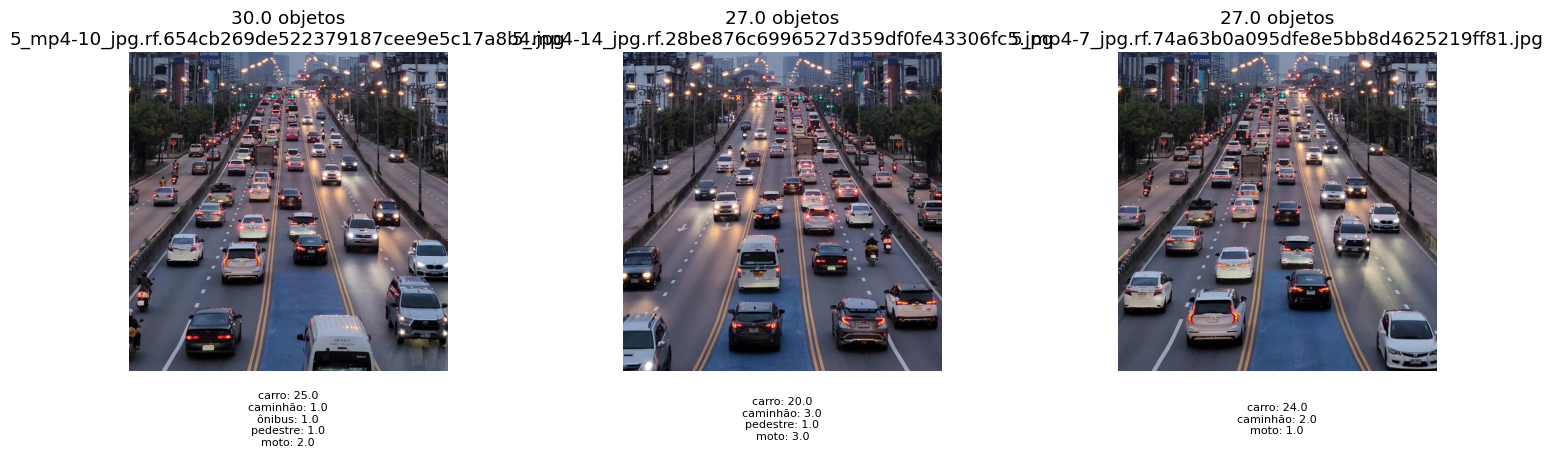 30.0 objetos
5_mp4-10_jpg.rf.654cb269de522379187cee9e5c17a8b4.jpg
carro: 25.0
caminhão: 1.0
ônibus: 1.0
pedestre: 1.0
moto: 2.0
27.0 objetos
5_mp4-14_jpg.rf.28be876c6996527d359df0fe43306fc5.jpg
carro: 20.0
caminhão: 3.0
pedestre: 1.0
moto: 3.0
27.0 objetos
5_mp4-7_jpg.rf.74a63b0a095dfe8e5bb8d4625219ff81.jpg
carro: 24.0
caminhão: 2.0
moto: 1.0